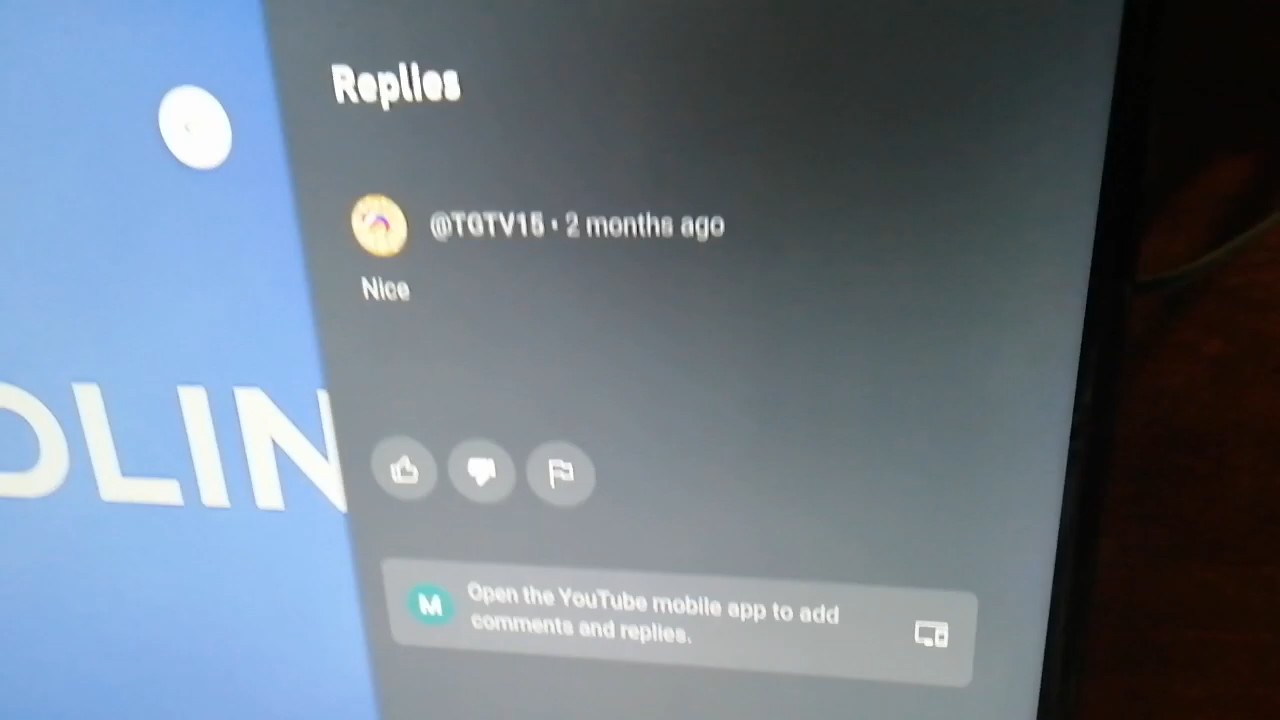 Replies
@TGTV15 • 2 months ago
Nice
OLIN
M
Open the YouTube mobile app to add
comments and replies.